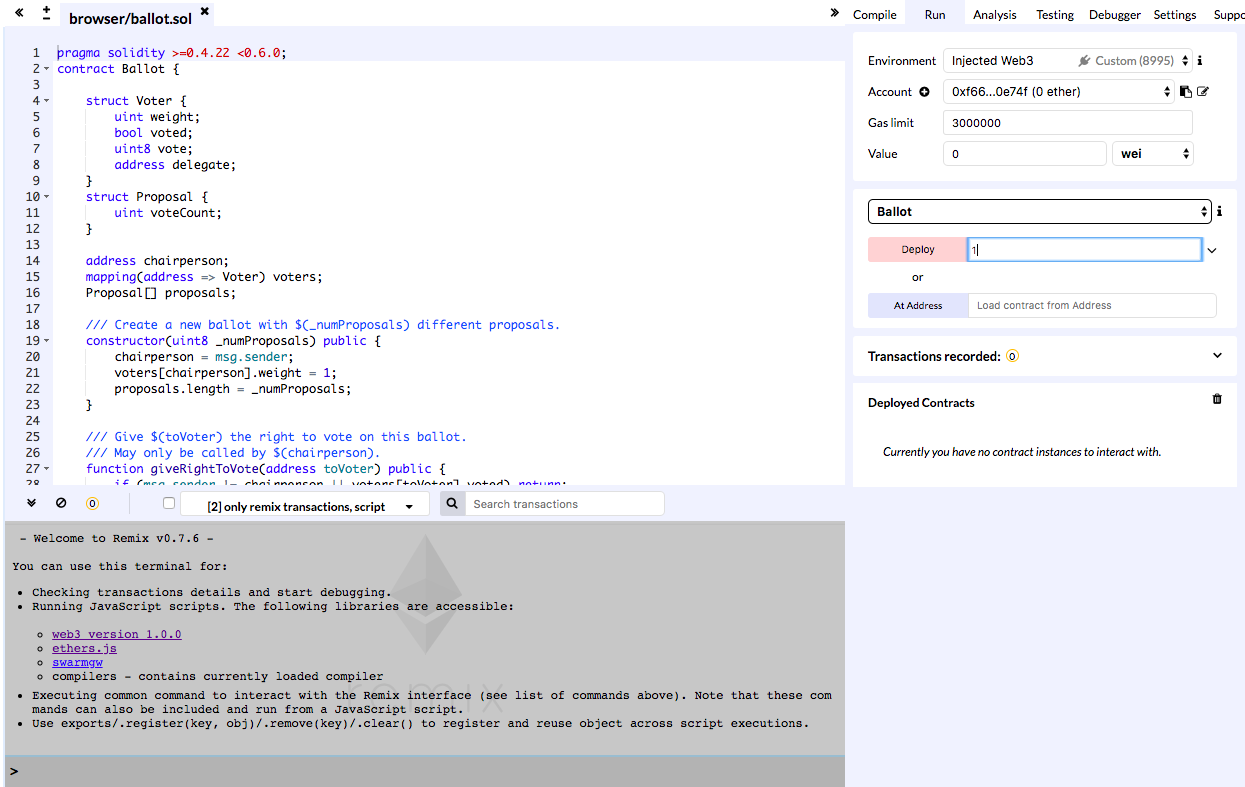 browser/ballot.sol
Compile Run Analysis Testing Debugger Settings Suppo
1 pragma solidity >=0.4.22 <0.6.0;
2 contract Ballot {
3
4 struct Voter {
5 uint weight;
6 bool voted;
7 uint8 vote;
8 address delegate;
9 }
10 struct Proposal {
11 uint voteCount;
12 }
13
14 address chairperson;
15 mapping(address => Voter) voters;
16 Proposal[] proposals;
17
18 /// Create a new ballot with $(_numProposals) different proposals.
19 constructor(uint8 _numProposals) public {
20 chairperson = msg.sender;
21 voters[chairperson].weight = 1;
22 proposals.length = _numProposals;
23 }
24
25 /// Give $(toVoter) the right to vote on this ballot.
26 /// May only be called by $(chairperson).
27 function giveRightToVote(address toVoter) public {
28 if (msg.sender != chairperson || voters[toVoter].voted) return;
0 [2] only remix transactions, script Search transactions
- Welcome to Remix v0.7.6 -
You can use this terminal for:
• Checking transactions details and start debugging.
• Running JavaScript scripts. The following libraries are accessible:
web3 version 1.0.0
ethers.js
swarmgw
compilers - contains currently loaded compiler
• Executing common command to interact with the Remix interface (see list of commands above). Note that these com
mands can also be included and run from a JavaScript script.
• Use exports/.register(key, obj)/.remove(key)/.clear() to register and reuse object across script executions.
remix
>
Environment Injected Web3 Custom (8995)
Account 0xf66...0e74f (0 ether)
Gas limit 3000000
Value 0 wei
Ballot
Deploy 1
or
At Address Load contract from Address
Transactions recorded: 0
Deployed Contracts
Currently you have no contract instances to interact with.